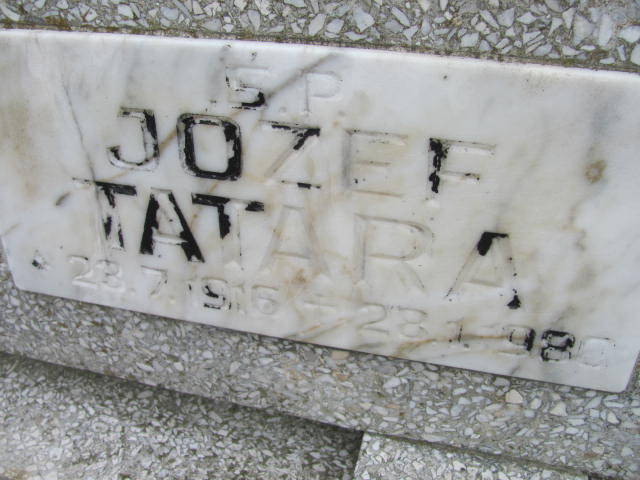 S.P
JOZEF
TATARA
* 23.7.1916 +